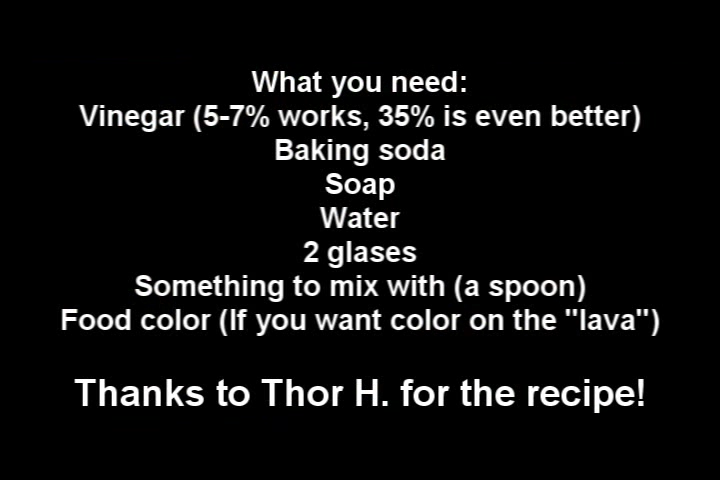 What you need:
Vinegar (5-7% works, 35% is even better)
Baking soda
Soap
Water
2 glases
Something to mix with (a spoon)
Food color (If you want color on the "lava")
Thanks to Thor H. for the recipe!